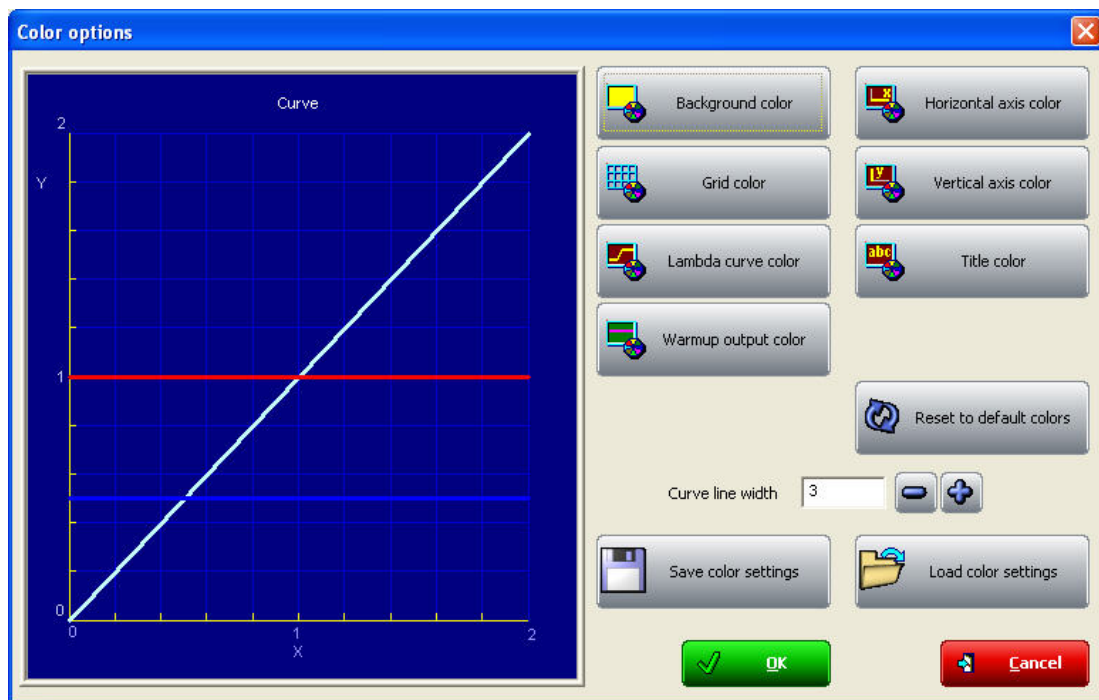 Color options
Curve
2
Y
1
0
0
1
2
X
Background color
Horizontal axis color
Grid color
Vertical axis color
Lambda curve color
abc
Title color
Warmup output color
Reset to default colors
Curve line width
3
Save color settings
Load color settings
OK
Cancel